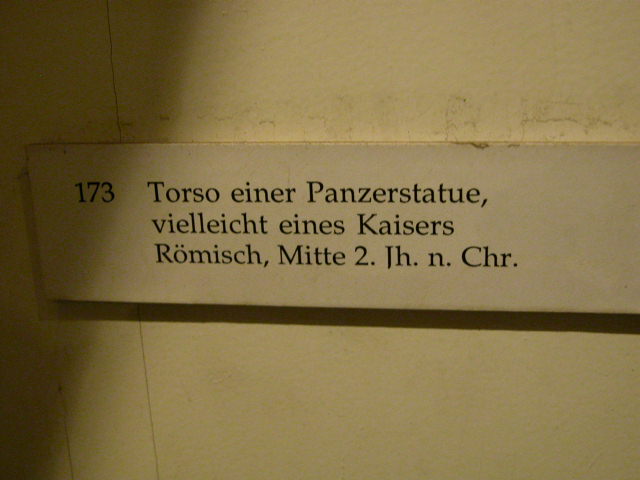 173 Torso einer Panzerstatue,
vielleicht eines Kaisers
Römisch, Mitte 2. Jh. n. Chr.